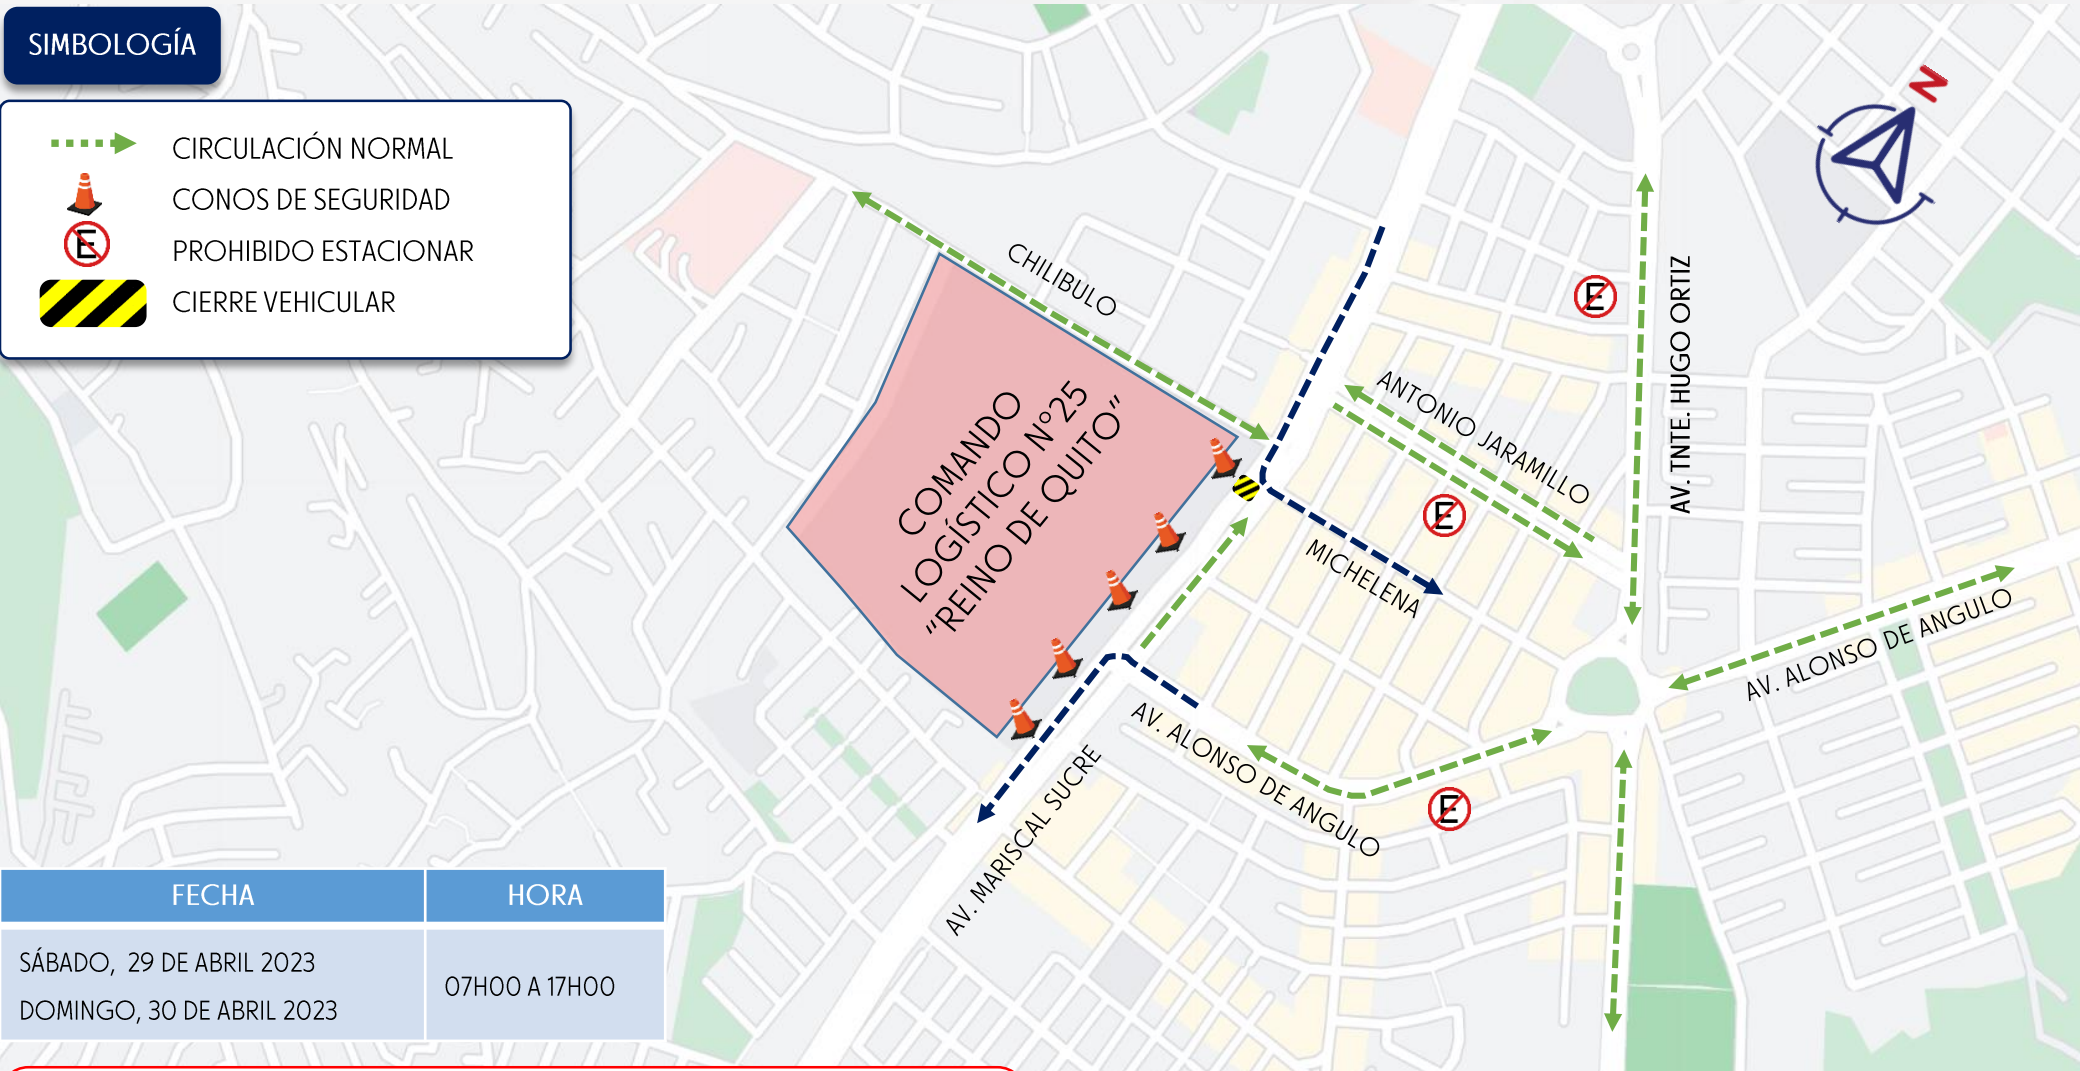 SIMBOLOGÍA
CIRCULACIÓN NORMAL
CONOS DE SEGURIDAD
E
PROHIBIDO ESTACIONAR
CIERRE VEHICULAR
N
CHILIBULO
E
AV. TNTE. HUGO ORTIZ
ANTONIO JARAMILLO
COMANDO
LOGÍSTICO N°25
"REINO DE QUITO"
E
MICHELENA
AV. ALONSO DE ANGULO
AV. ALONSO DE ANGULO
E
AV. MARISCAL SUCRE
FECHA
HORA
SÁBADO, 29 DE ABRIL 2023
DOMINGO, 30 DE ABRIL 2023
07H00 A 17H00